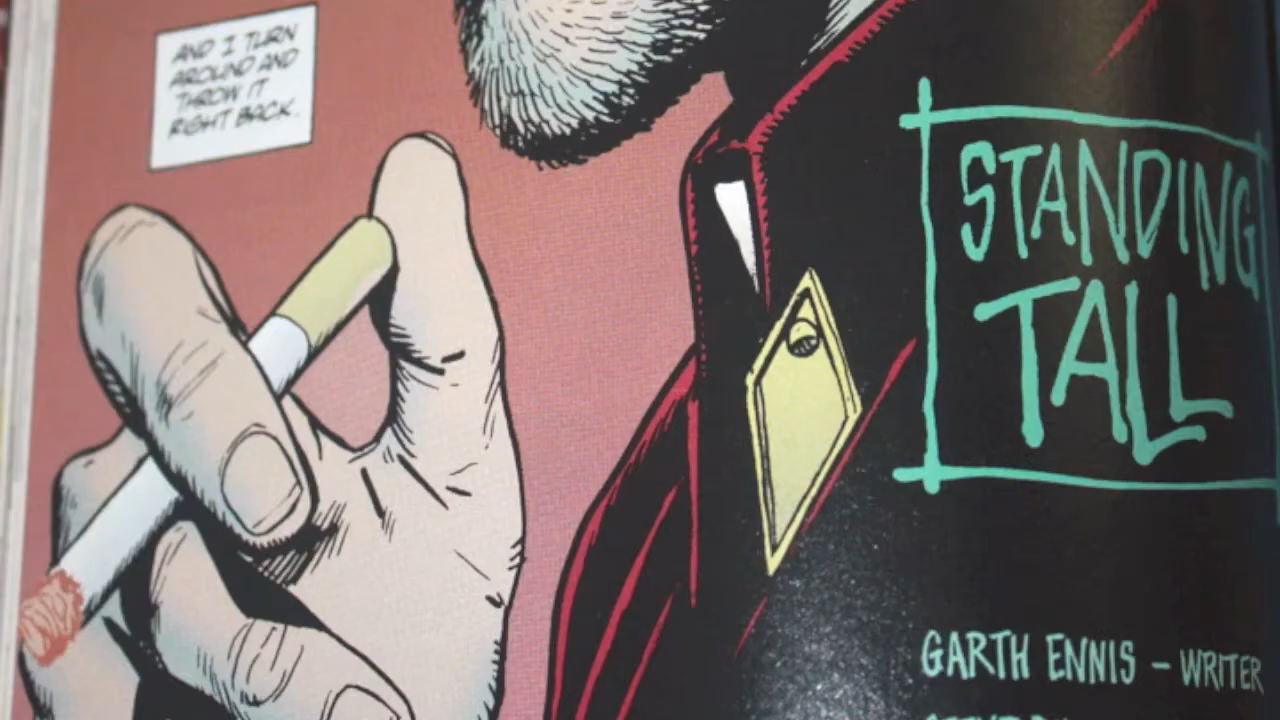 AND I TURN
AROUND AND
THROW IT
RIGHT BACK.
STANDING
TALL
GARTH ENNIS – WRITER